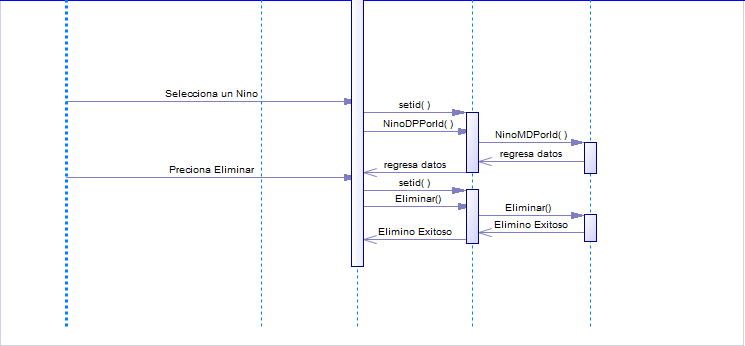 Selecciona un Nino
setid( )
NinoDPPorId( )
NinoMDPorId( )
regresa datos
regresa datos
Preciona Eliminar
setid( )
Eliminar()
Eliminar()
Elimino Exitoso
Elimino Exitoso